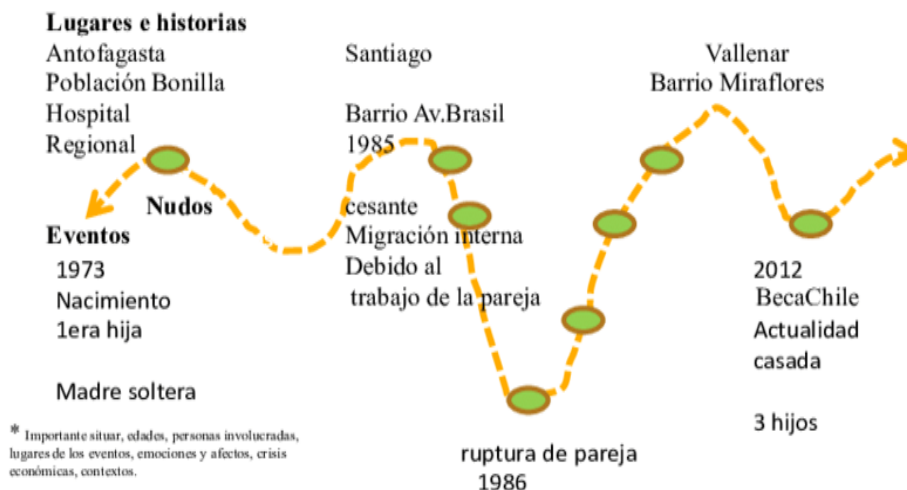 Lugares e historias
Antofagasta
Población Bonilla
Hospital
Regional
Santiago
Barrio Av.Brasil
1985
Vallenar
Barrio Miraflores
Nudos
Eventos
1973
Nacimiento
1era hija
Madre soltera
cesante
Migración interna
Debido al
trabajo de la pareja
2012
BecaChile
Actualidad
casada
3 hijos
ruptura de pareja
1986
* Importante situar, edades, personas involucradas,
lugares de los eventos, emociones y afectos, crisis
económicas, contextos.